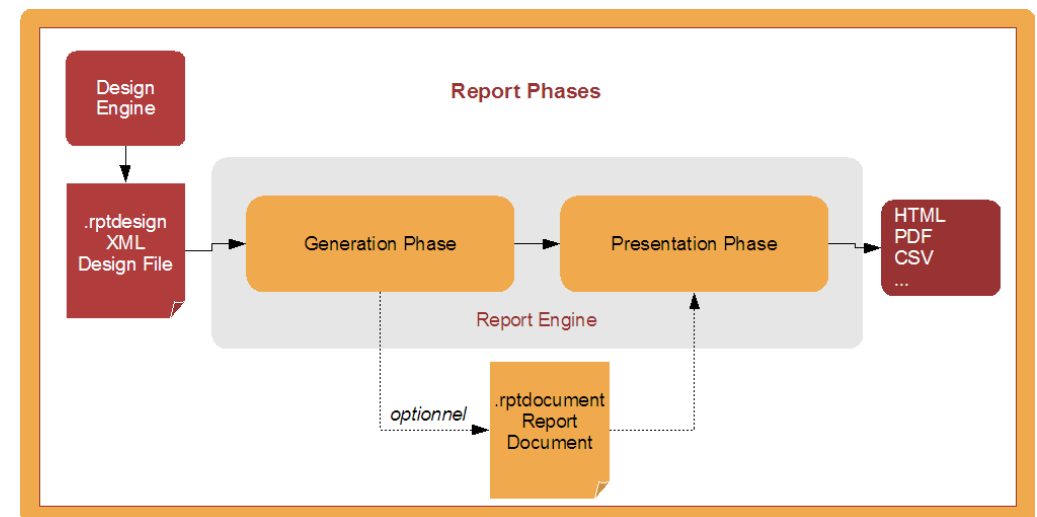 Report Phases
Design
Engine
.rptdesign
XML
Design File
Generation Phase
Presentation Phase
HTML
PDF
CSV
...
Report Engine
optionnel
.rptdocument
Report
Document